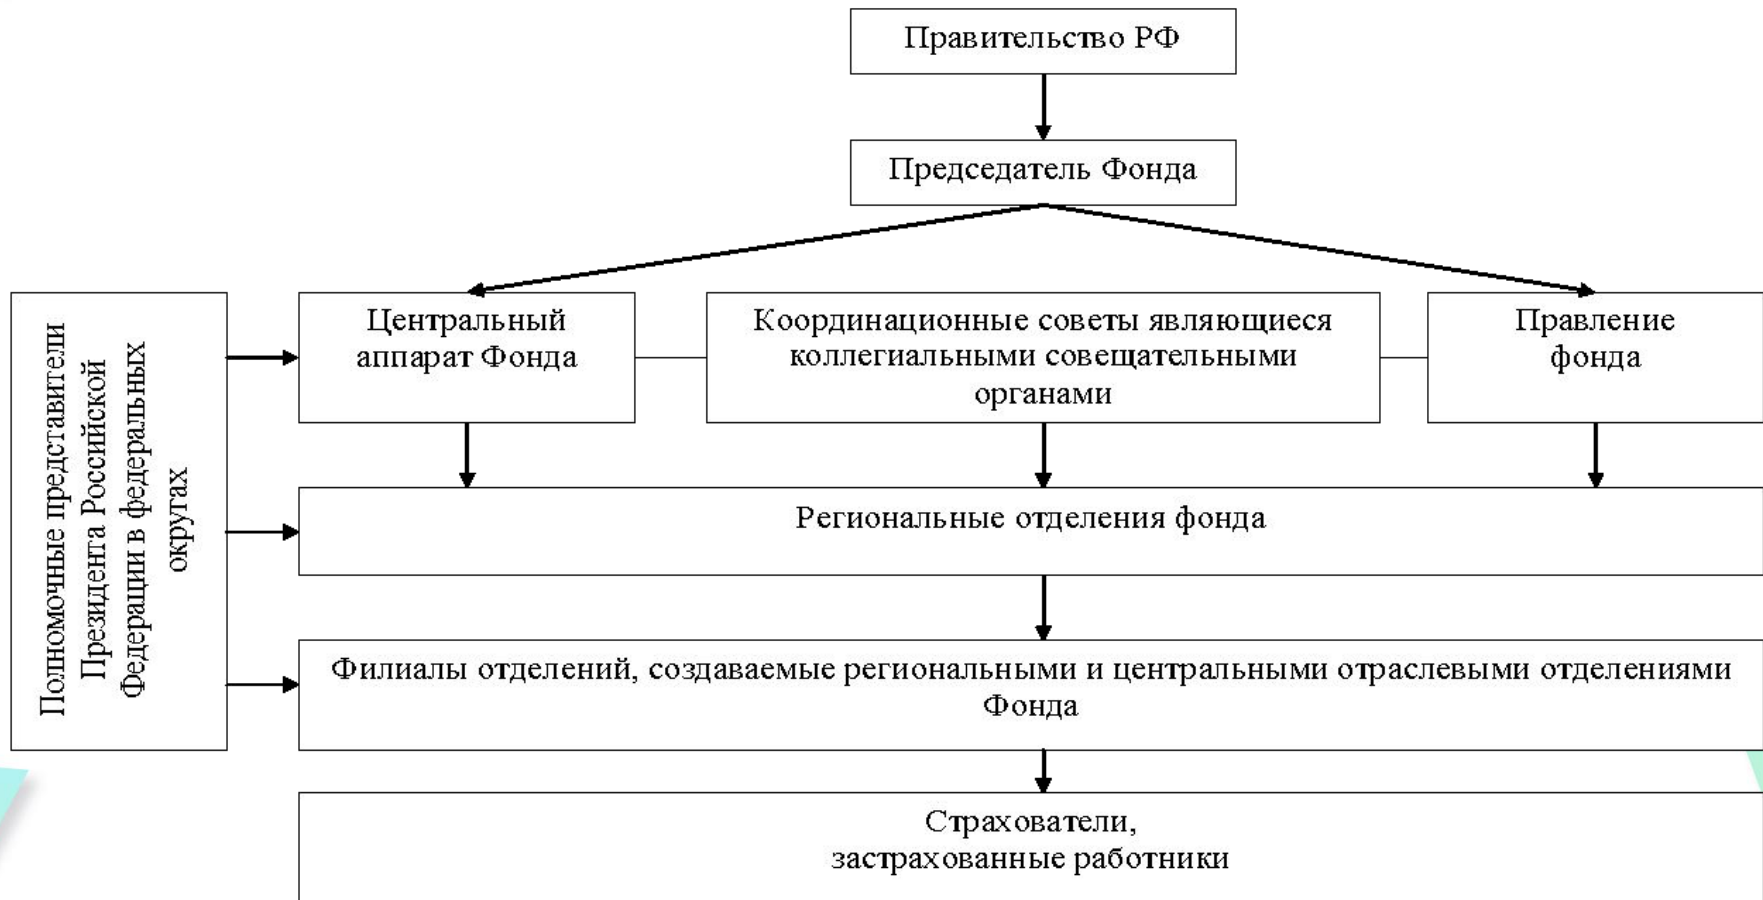 Правительство РФ
Председатель Фонда
Полномочные представители
Президента Российской
Федерации в федеральных
округах
Центральный
аппарат Фонда
Координационные советы являющиеся
коллегиальными совещательными
органами
Правление
фонда
Региональные отделения фонда
Филиалы отделений, создаваемые региональными и центральными отраслевыми отделениями
Фонда
Страхователи,
застрахованные работники